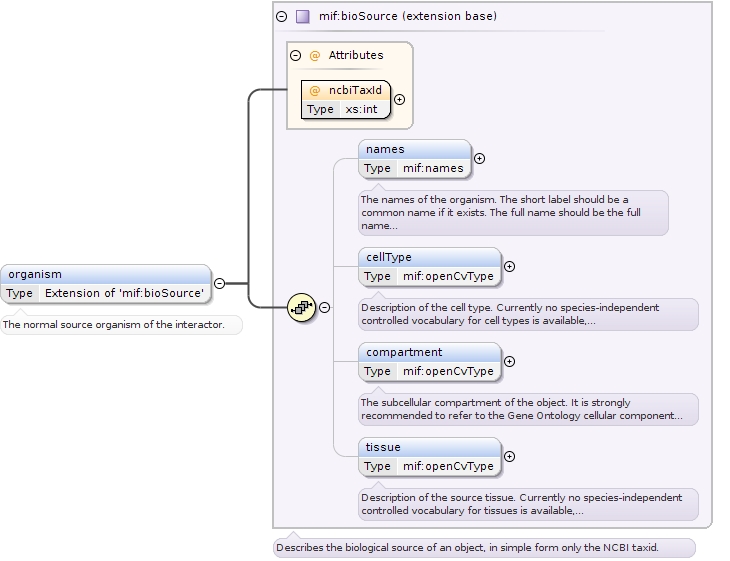 mif:bioSource (extension base)
@ Attributes
@ ncbiTaxId
Type xs:int
names
Type mif:names
The names of the organism. The short label should be a
common name if it exists. The full name should be the full
name...
cellType
Type mif:openCvType
Description of the cell type. Currently no species-independent
controlled vocabulary for cell types is available,...
organism
Type Extension of 'mif:bioSource'
The normal source organism of the interactor.
compartment
Type mif:openCvType
The subcellular compartment of the object. It is strongly
recommended to refer to the Gene Ontology cellular component...
tissue
Type mif:openCvType
Description of the source tissue. Currently no species-independent
controlled vocabulary for tissues is available,...
Describes the biological source of an object, in simple form only the NCBI taxid.